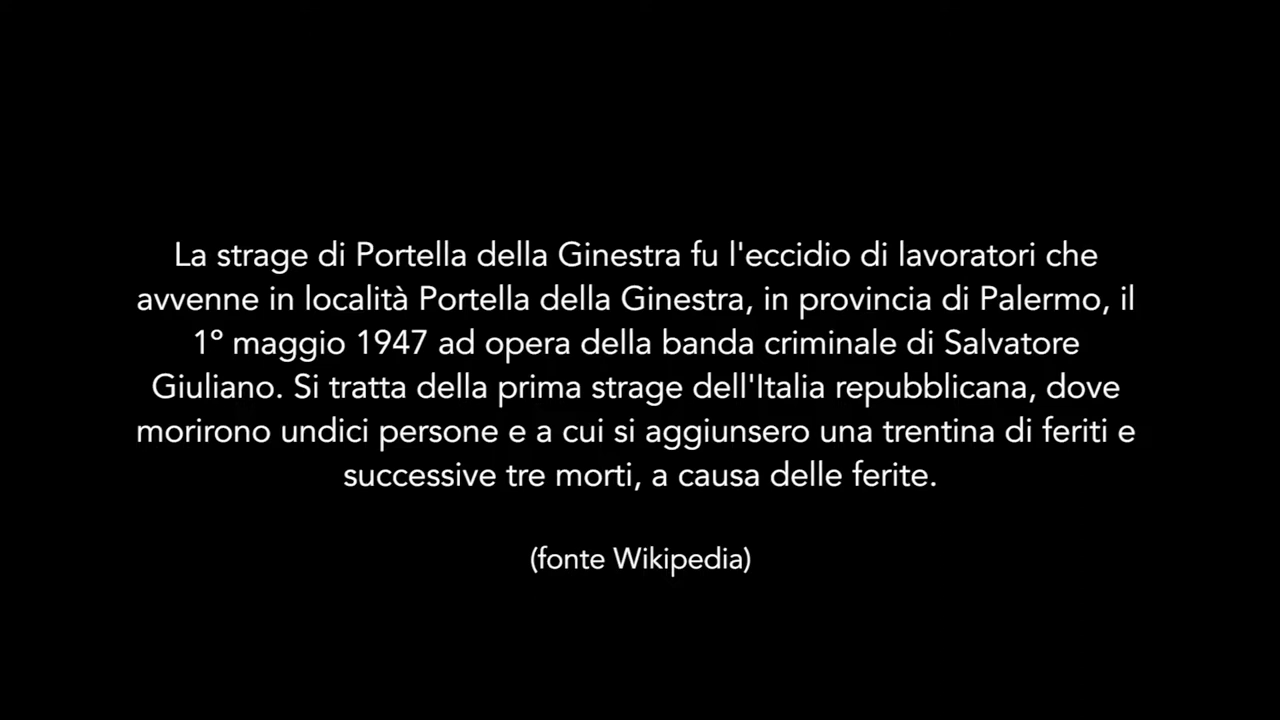 La strage di Portella della Ginestra fu l'eccidio di lavoratori che
avvenne in località Portella della Ginestra, in provincia di Palermo, il
1º maggio 1947 ad opera della banda criminale di Salvatore
Giuliano. Si tratta della prima strage dell'Italia repubblicana, dove
morirono undici persone e a cui si aggiunsero una trentina di feriti e
successive tre morti, a causa delle ferite.
(fonte Wikipedia)